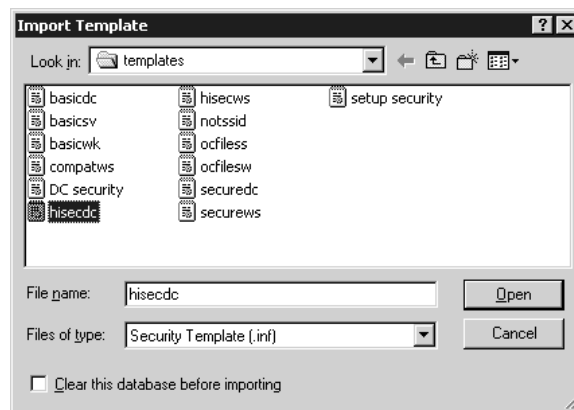 Import Template
Look in: templates
basicdc hisecws setup security
basicsv notssid
basicwk ocfiless
compatws ocfilesw
DC security securedc
hisecdc securews
File name: hisecdc Open
Files of type: Security Template (.inf) Cancel
Clear this database before importing